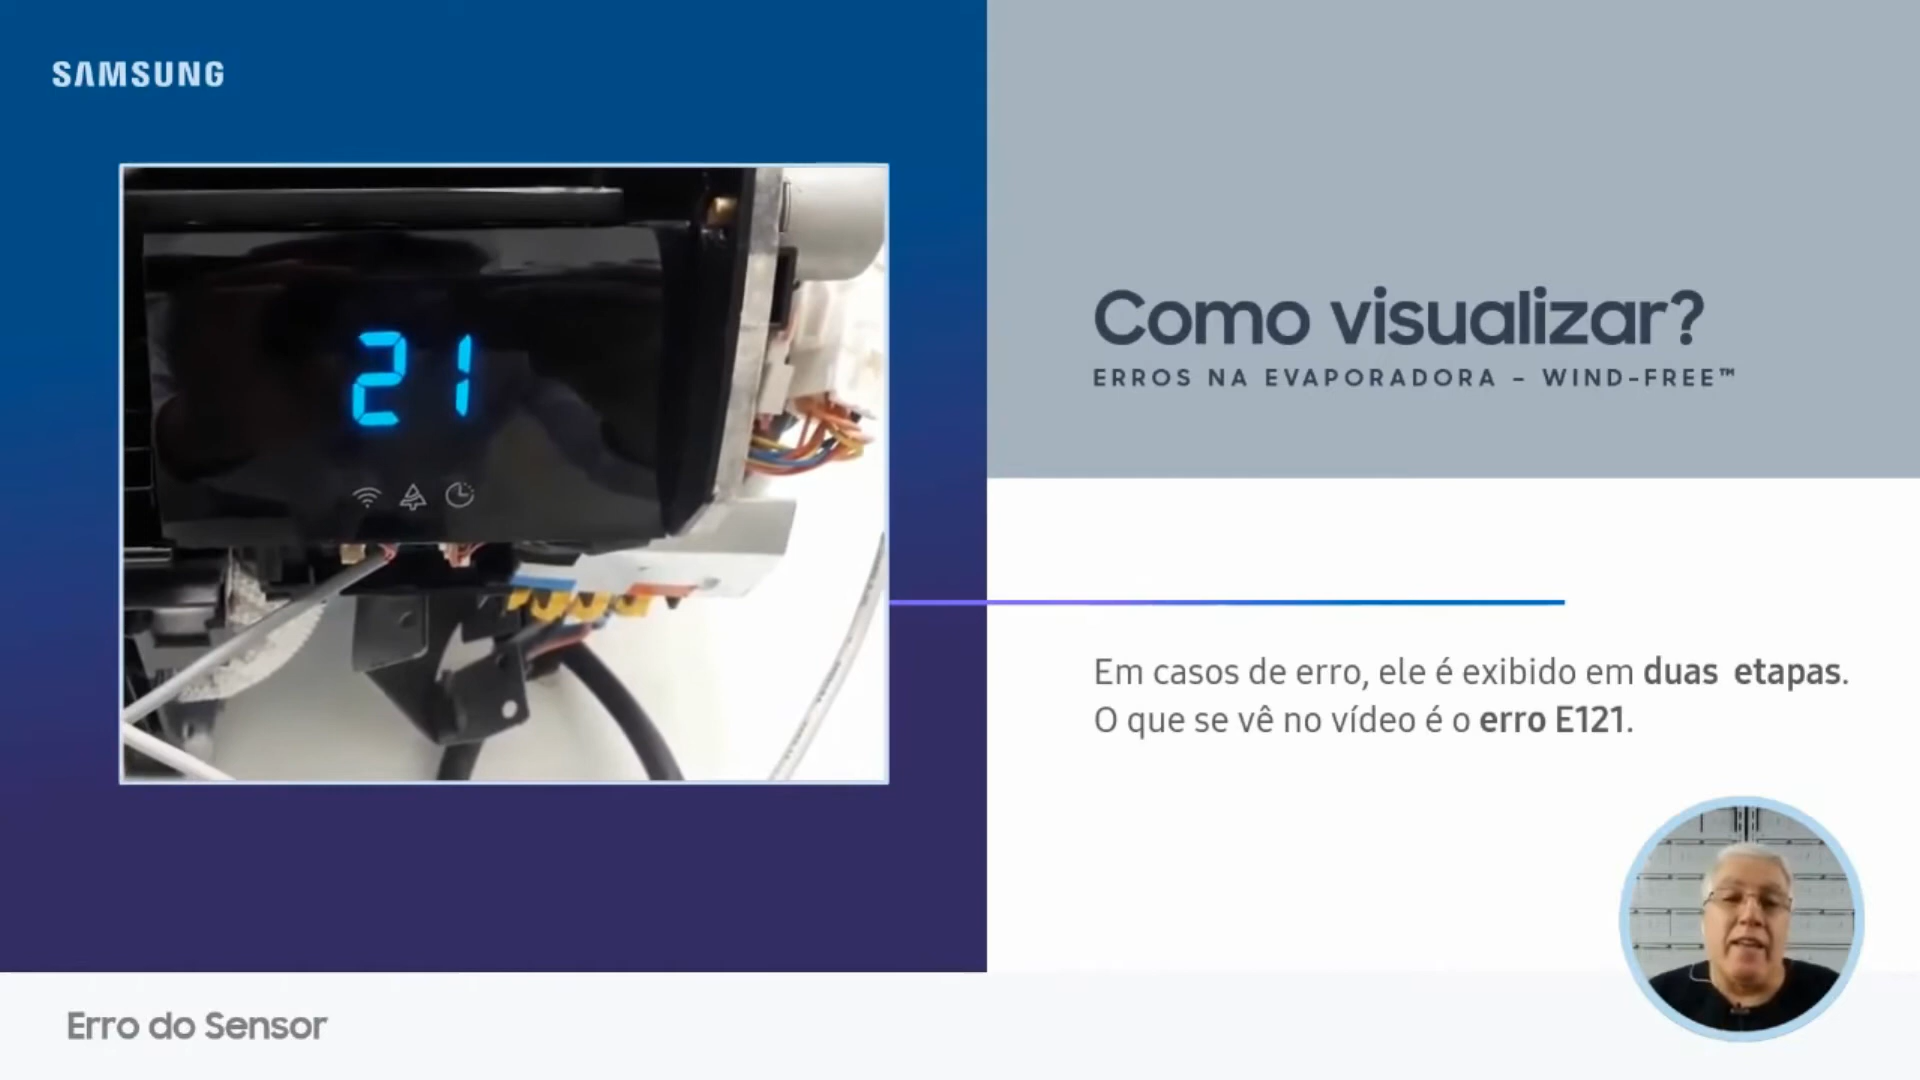 SAMSUNG
21
Como visualizar?
ERROS NA EVAPORADORA – WIND-FREE™
Em casos de erro, ele é exibido em duas etapas.
O que se vê no vídeo é o erro E121.
Erro do Sensor